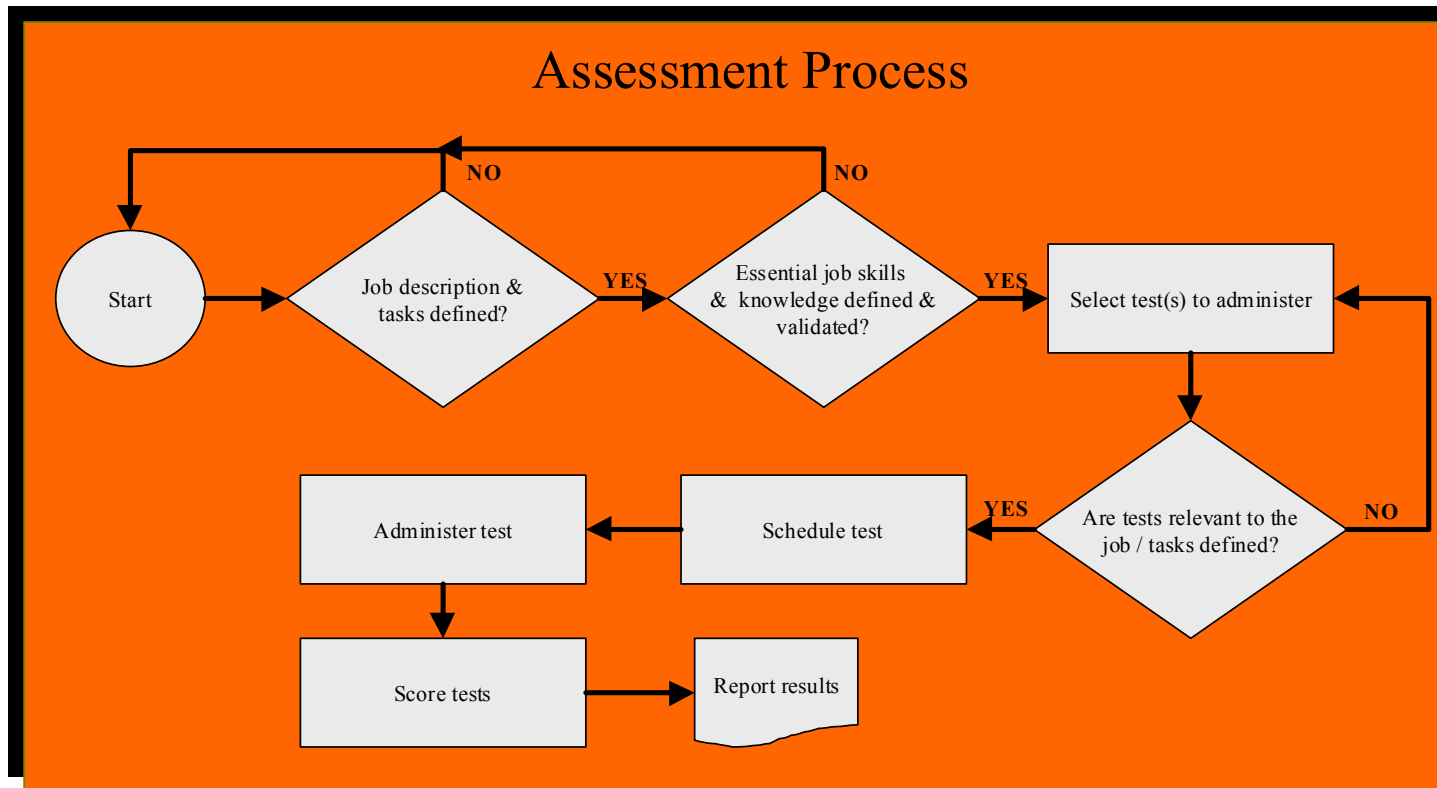 Assessment Process
NO
NO
Start
Job description &
tasks defined?
YES
Essential job skills
& knowledge defined &
validated?
YES
Select test(s) to administer
Administer test
Schedule test
YES
Are tests relevant to the
job / tasks defined?
NO
Score tests
Report results